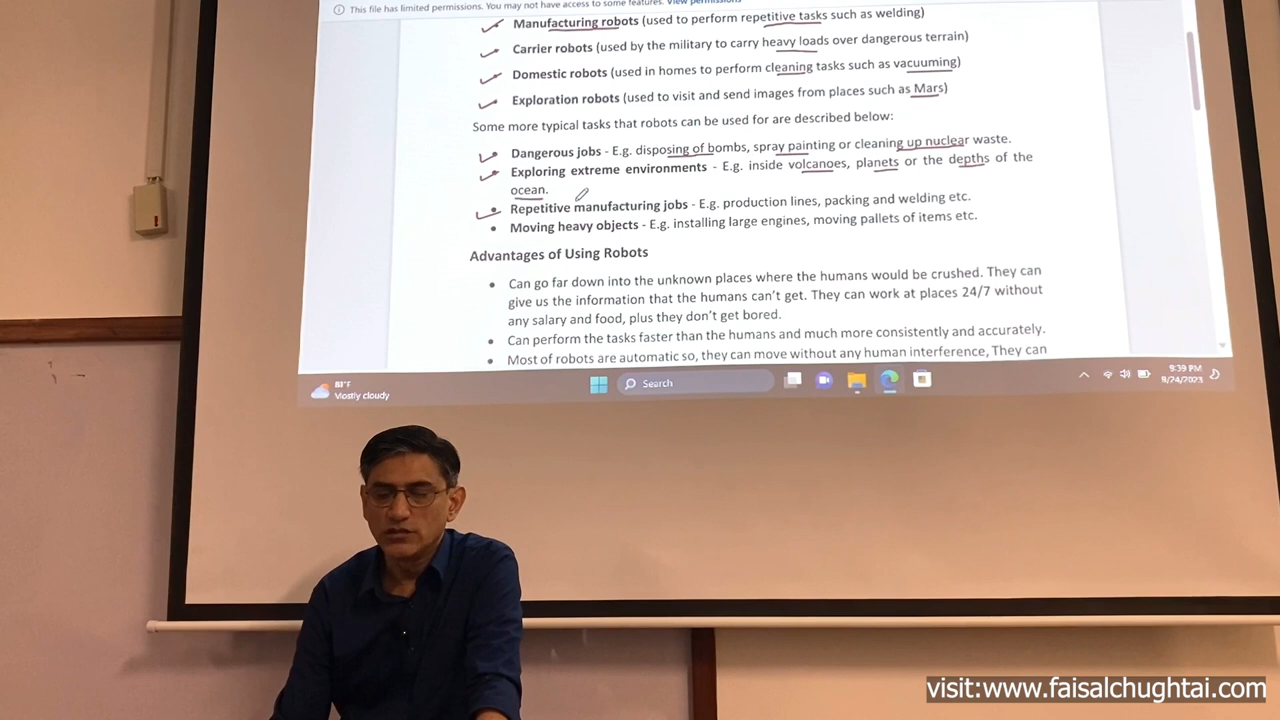 This file has limited permissions. You may not have access to some features. View permissions
Manufacturing robots (used to perform repetitive tasks such as welding)
Carrier robots (used by the military to carry heavy loads over dangerous terrain)
Domestic robots (used in homes to perform cleaning tasks such as vacuuming)
Exploration robots (used to visit and send images from places such as Mars)
Some more typical tasks that robots can be used for are described below:
Dangerous jobs - E.g. disposing of bombs, spray painting or cleaning up nuclear waste.
Exploring extreme environments - E.g. inside volcanoes, planets or the depths of the
ocean.
• Repetitive manufacturing jobs - E.g. production lines, packing and welding etc.
• Moving heavy objects - E.g. installing large engines, moving pallets of items etc.
Advantages of Using Robots
• Can go far down into the unknown places where the humans would be crushed. They can
give us the information that the humans can't get. They can work at places 24/7 without
any salary and food, plus they don't get bored.
• Can perform the tasks faster than the humans and much more consistently and accurately.
• Most of robots are automatic so, they can move without any human interference, They can
83°F
Mostly cloudy
Search
9:39 PM
9/24/2023
visit:www.faisalchughtai.com